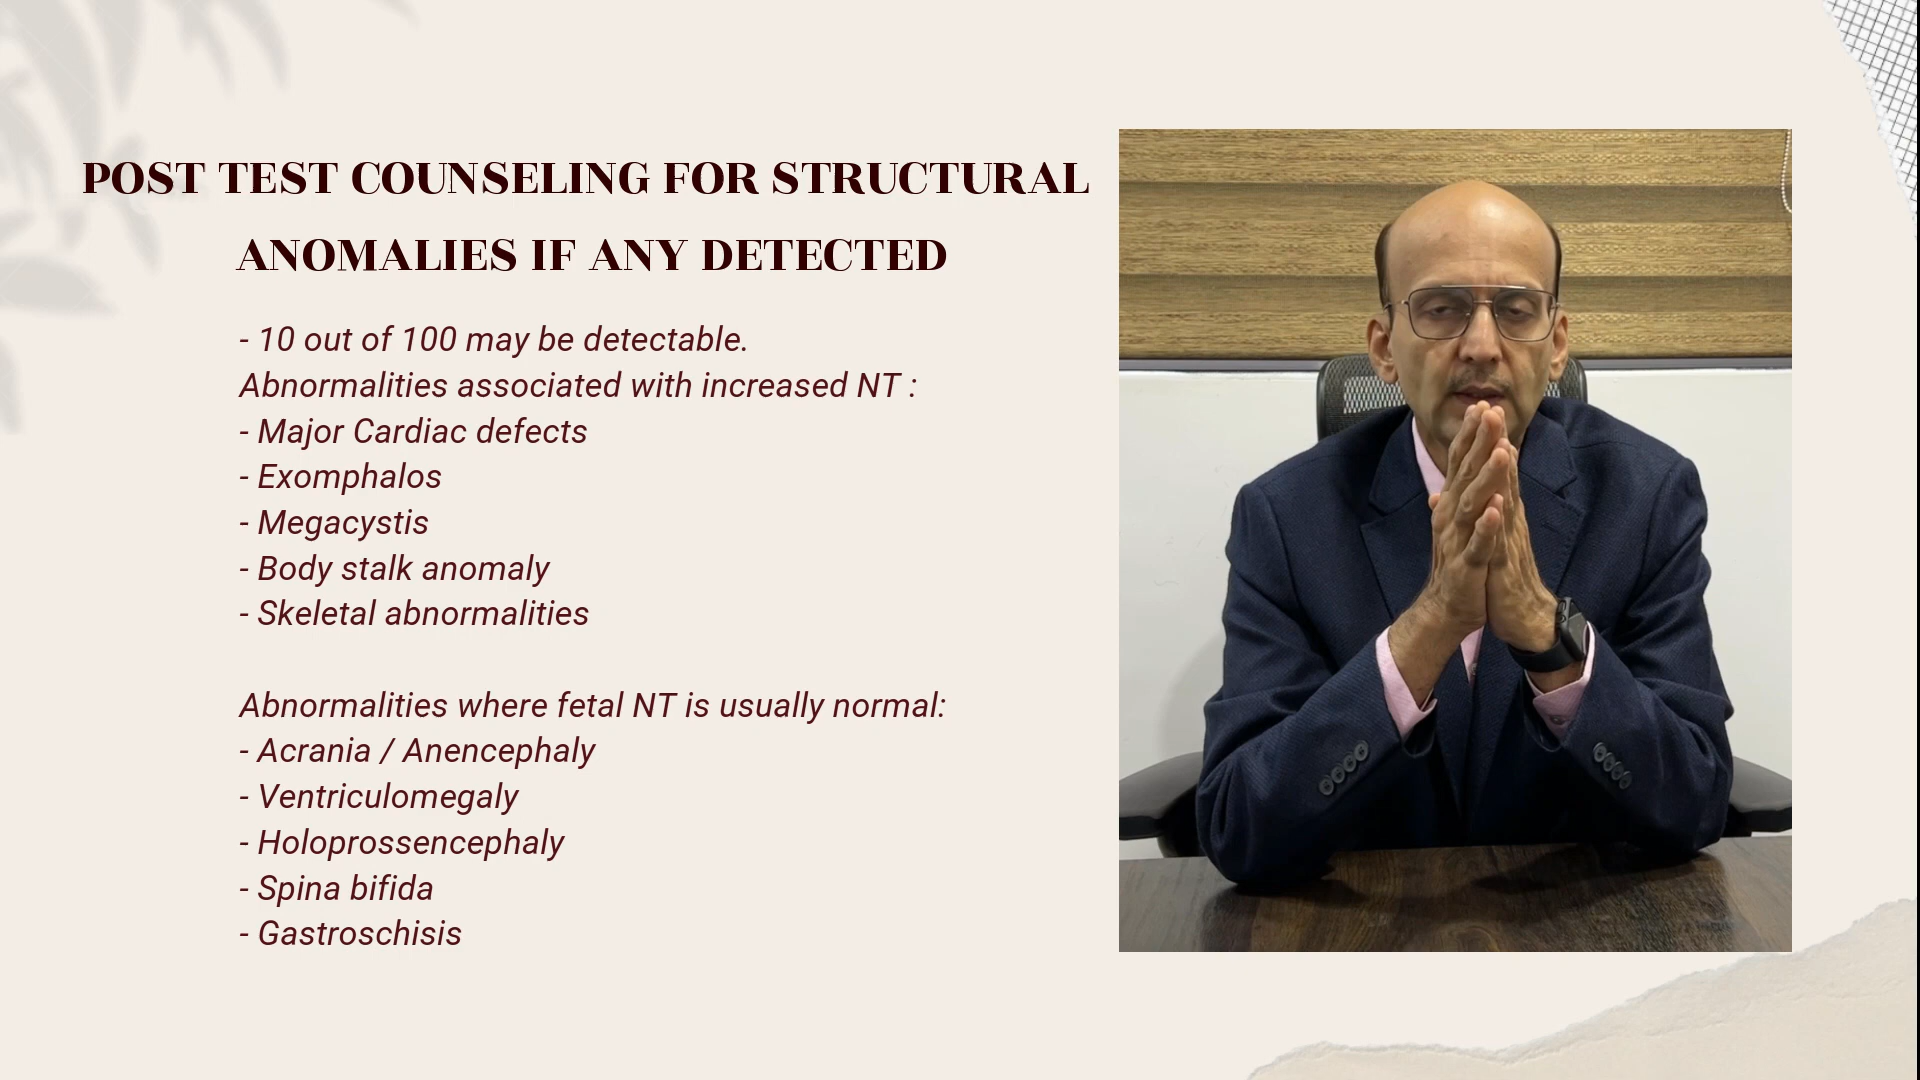 POST TEST COUNSELING FOR STRUCTURAL
ANOMALIES IF ANY DETECTED
- 10 out of 100 may be detectable.
Abnormalities associated with increased NT :
- Major Cardiac defects
- Exomphalos
- Megacystis
- Body stalk anomaly
- Skeletal abnormalities
Abnormalities where fetal NT is usually normal:
- Acrania / Anencephaly
- Ventriculomegaly
- Holoprossencephaly
- Spina bifida
- Gastroschisis